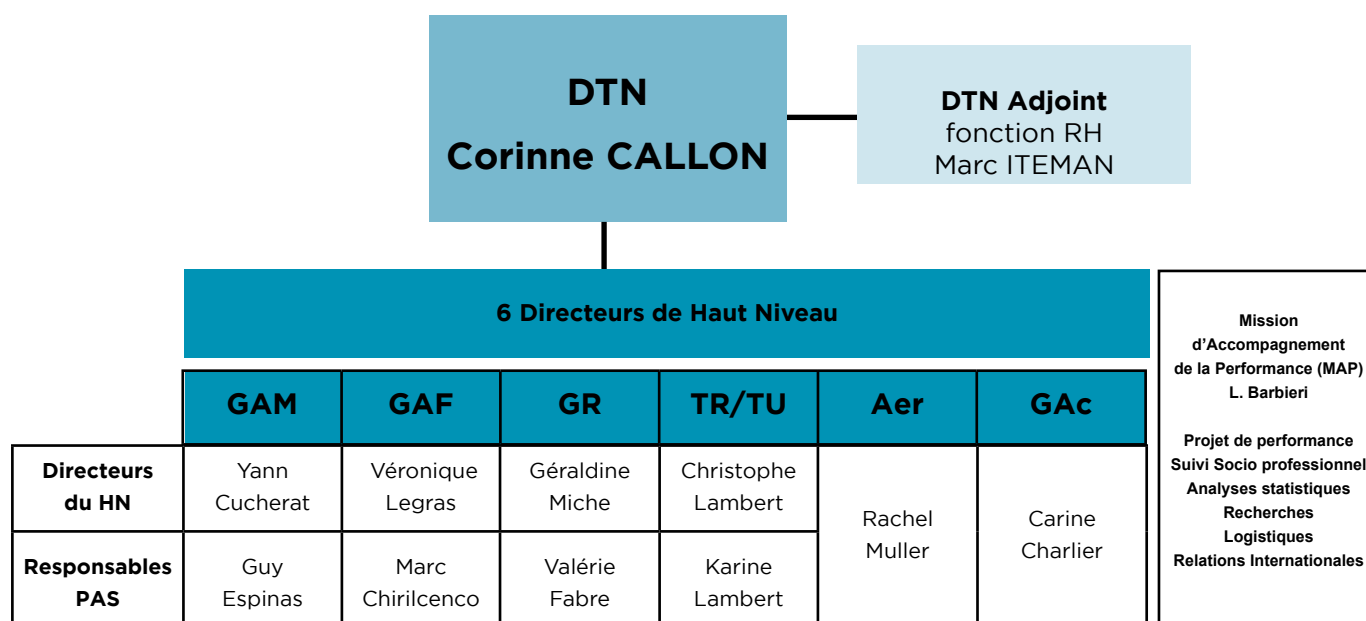 DTN
Corinne CALLON
DTN Adjoint
fonction RH
Marc ITEMAN
6 Directeurs de Haut Niveau
GAM GAF GR TR/TU Aer GAc
Directeurs
du HN
Yann
Cucherat
Véronique
Legras
Géraldine
Miche
Christophe
Lambert
Rachel
Muller
Carine
Charlier
Responsables
PAS
Guy
Espinas
Marc
Chirilcenco
Valérie
Fabre
Karine
Lambert
Mission
d'Accompagnement
de la Performance (MAP)
L. Barbieri
Projet de performance
Suivi Socio professionnel
Analyses statistiques
Recherches
Logistiques
Relations Internationales